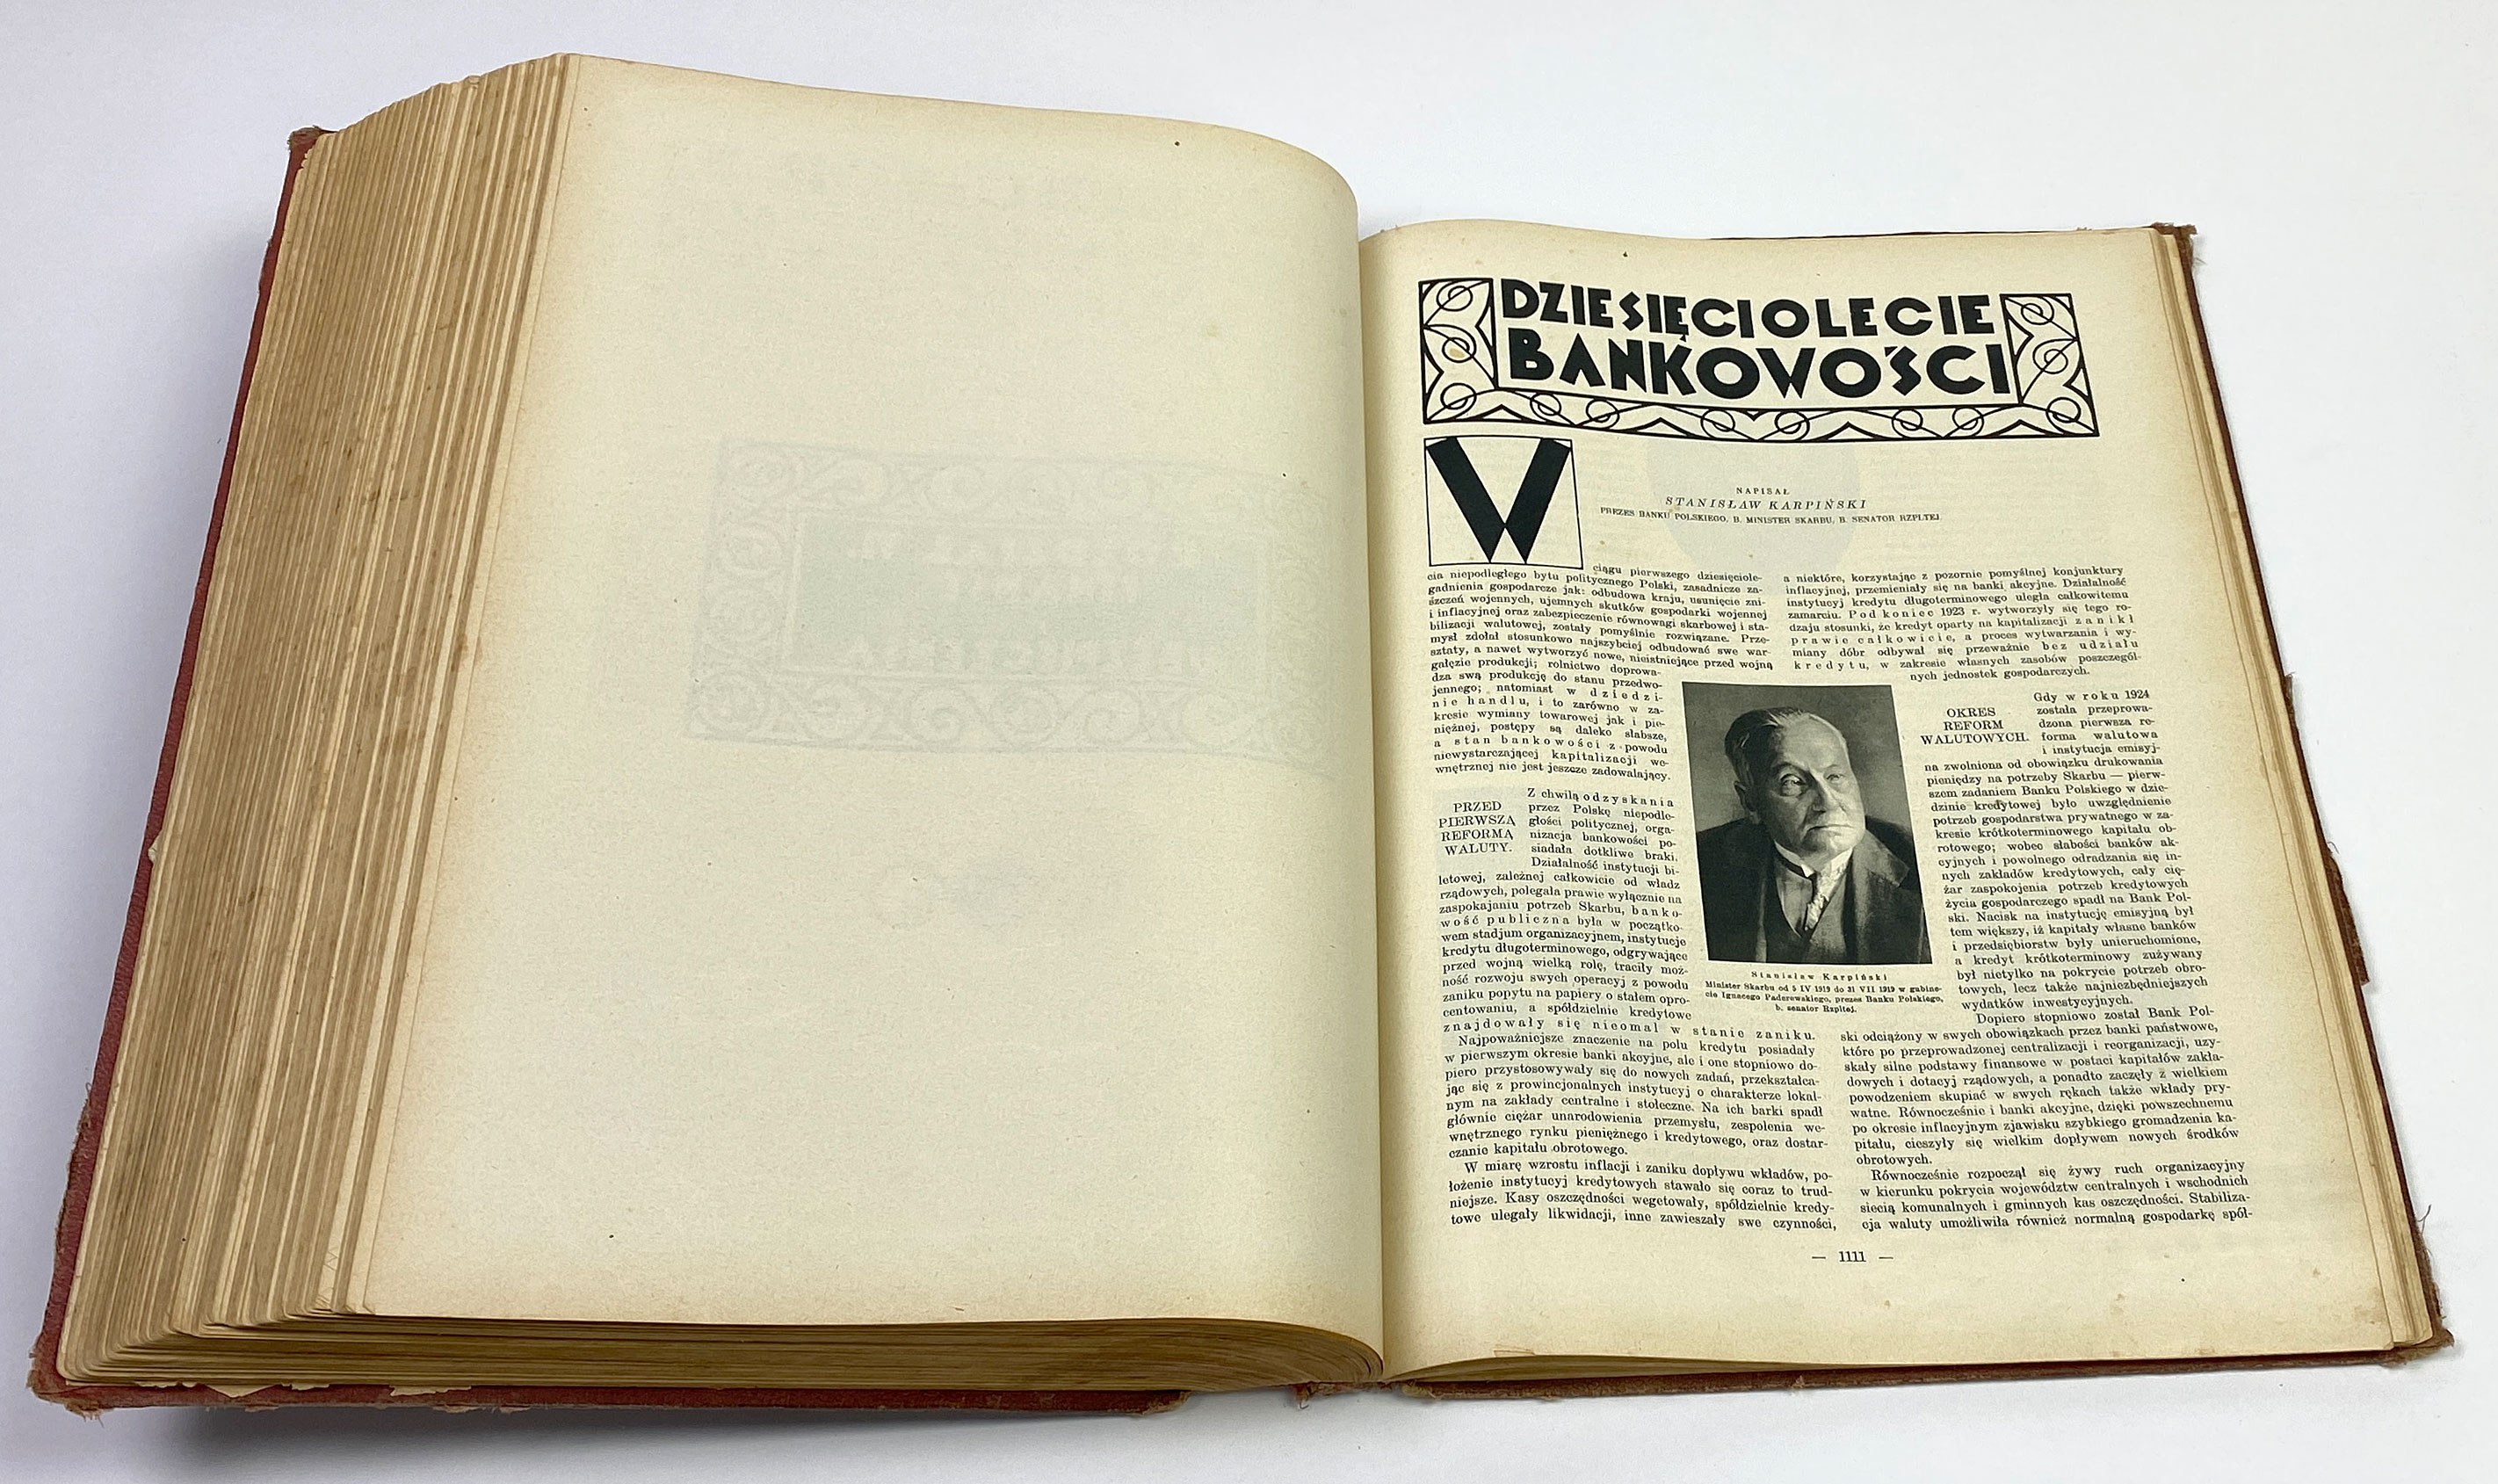 DZIESIĘCIOLECIE
BANKOWOŚCI
NAPISAŁ
STANISŁAW KARPIŃSKI
PREZES BANKU POLSKIEGO, B. MINISTER SKARBU, B. SENATOR RZPLTEJ
W
ciągu pierwszego dziesięciole-
cia niepodległego bytu politycznego Polski, zasadnicze za-
gadnienia gospodarcze jak: odbudowa kraju, usunięcie zni-
szczeń wojennych, ujemnych skutków gospodarki wojennej
i inflacyjnej oraz zabezpieczenie równowagi skarbowej i sta-
bilizacji walutowej, zostały pomyślnie rozwiązane. Prze-
mysł zdołał stosunkowo najszybciej odbudować swe war-
sztaty, a nawet wytworzyć nowe, nieistniejące przed wojną
gałęzie produkcji; rolnictwo doprowa-
dza swą produkcję do stanu przedwo-
jennego; natomiast w dziedzi-
nie handlu, i to zarówno w za-
kresie wymiany towarowej jak i pie-
niężnej, postępy są daleko słabsze,
a stan bankowości z powodu
niewystarczającej kapitalizacji we-
wnętrznej nie jest jeszcze zadowalający.
PRZED
PIERWSZĄ
REFORMĄ
WALUTY.
Z chwilą odzyskania
przez Polskę niepodle-
głości politycznej, orga-
nizacja bankowości po-
siadała dotkliwe braki.
Działalność instytucji bi-
letowej, zależnej całkowicie od władz
rządowych, polegała prawie wyłącznie na
zaspokajaniu potrzeb Skarbu, banko-
wość publiczna była w początko-
wem stadjum organizacyjnem, instytucje
kredytu długoterminowego, odgrywające
przed wojną wielką rolę, traciły moż-
ność rozwoju swych operacyj z powodu
zaniku popytu na papiery o stałem opro-
centowaniu, a spółdzielnie kredytowe
znajdowały się nieomal w stanie zaniku.
Najpoważniejsze znaczenie na polu kredytu posiadały
w pierwszym okresie banki akcyjne, ale i one stopniowo do-
piero przystosowywały się do nowych zadań, przekształca-
jąc się z prowincjonalnych instytucyj o charakterze lokal-
nym na zakłady centralne i stołeczne. Na ich barki spadł
głównie ciężar unarodowienia przemysłu, zespolenia we-
wnętrznego rynku pieniężnego i kredytowego, oraz dostar-
czanie kapitału obrotowego.
W miarę wzrostu inflacji i zaniku dopływu wkładów, po-
łożenie instytucyj kredytowych stawało się coraz to trud-
niejsze. Kasy oszczędności wegetowały, spółdzielnie kredy-
towe ulegały likwidacji, inne zawieszały swe czynności,
Stanisław Karpiński
Minister Skarbu od 5 IV 1919 do 31 VII 1919 w gabine-
cie Ignacego Paderewskiego, prezes Banku Polskiego,
b. senator Rzpltej.
a niektóre, korzystając z pozornie pomyślnej konjunktury
inflacyjnej, przemieniały się na banki akcyjne. Działalność
instytucyj kredytu długoterminowego uległa całkowitemu
zamarciu. Pod koniec 1923 r. wytworzyły się tego ro-
dzaju stosunki, że kredyt oparty na kapitalizacji zanikł
prawie całkowicie, a proces wytwarzania i wy-
miany dóbr odbywał się przeważnie bez udziału
kredytu, w zakresie własnych zasobów poszczegól-
nych jednostek gospodarczych.
OKRES
REFORM
WALUTOWYCH.
Gdy w roku 1924
została przeprowa-
dzona pierwsza re-
forma walutowa
i instytucja emisyj-
na zwolniona od obowiązku drukowania
pieniędzy na potrzeby Skarbu — pierw-
szem zadaniem Banku Polskiego w dzie-
dzinie kredytowej było uwzględnienie
potrzeb gospodarstwa prywatnego w za-
kresie krótkoterminowego kapitału ob-
rotowego; wobec słabości banków ak-
cyjnych i powolnego odradzania się in-
nych zakładów kredytowych, cały cię-
żar zaspokojenia potrzeb kredytowych
życia gospodarczego spadł na Bank Pol-
ski. Nacisk na instytucję emisyjną był
tem większy, iż kapitały własne banków
i przedsiębiorstw były unieruchomione,
a kredyt krótkoterminowy zużywany
był nietylko na pokrycie potrzeb obro-
towych, lecz także najniezbędniejszych
wydatków inwestycyjnych.
Dopiero stopniowo został Bank Pol-
ski odciążony w swych obowiązkach przez banki państwowe,
które po przeprowadzonej centralizacji i reorganizacji, uzy-
skały silne podstawy finansowe w postaci kapitałów zakła-
dowych i dotacyj rządowych, a ponadto zaczęły z wielkiem
powodzeniem skupiać w swych rękach także wkłady pry-
watne. Równocześnie i banki akcyjne, dzięki powszechnemu
po okresie inflacyjnym zjawisku szybkiego gromadzenia ka-
pitału, cieszyły się wielkim dopływem nowych środków
obrotowych.
Równocześnie rozpoczął się żywy ruch organizacyjny
w kierunku pokrycia województw centralnych i wschodnich
siecią komunalnych i gminnych kas oszczędności. Stabiliza-
cja waluty umożliwiła również normalną gospodarkę spół-
— 1111 —